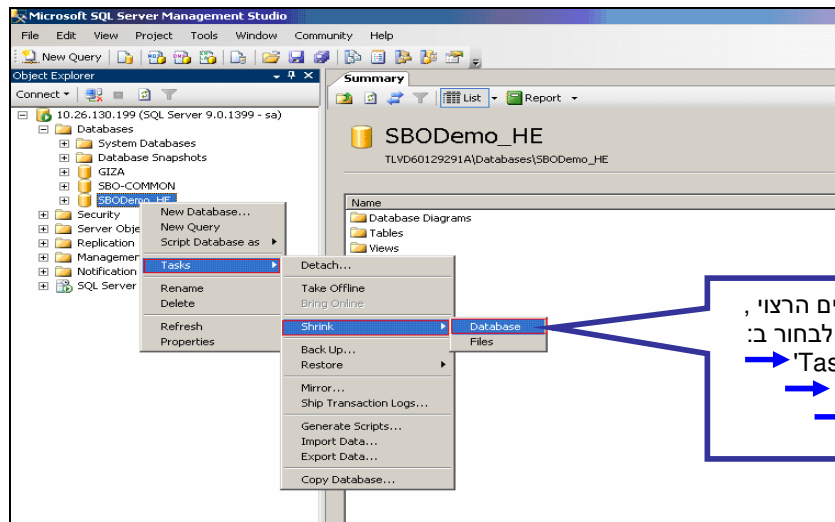 Microsoft SQL Server Management Studio
File Edit View Project Tools Window Community Help
New Query
Object Explorer
Connect
10.26.130.199 (SQL Server 9.0.1399 - sa)
Databases
System Databases
Database Snapshots
GIZA
SBO-COMMON
SBODemo_HE
Security
Server Obje
Replication
Managemen
Notification
SQL Server
New Database...
New Query
Script Database as
Tasks
Rename
Delete
Refresh
Properties
Detach...
Take Offline
Bring Online
Shrink
Back Up...
Restore
Mirror...
Ship Transaction Logs...
Generate Scripts...
Import Data...
Export Data...
Copy Database...
Database
Files
Summary
List Report
SBODemo_HE
TLVD60129291A\Databases\SBODemo_HE
Name
Database Diagrams
Tables
Views
ים הרצוי ,
לבחור ב:
'Tas